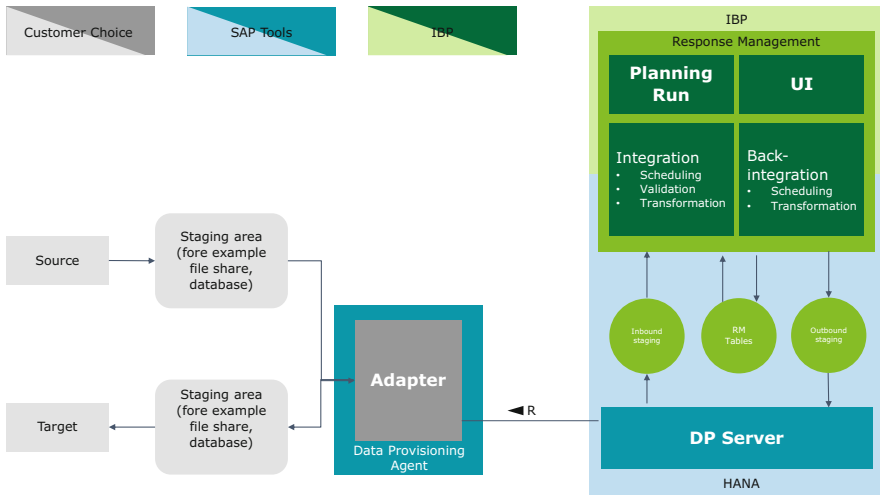 Customer Choice
SAP Tools
IBP
IBP
Response Management
Planning
Run
UI
Integration
• Scheduling
• Validation
• Transformation
Back-
integration
• Scheduling
• Transformation
Source
Staging area
(fore example
file share,
database)
Inbound
staging
RM
Tables
Outbound
staging
Adapter
Data Provisioning
Agent
Target
Staging area
(fore example
file share,
database)
R
DP Server
HANA